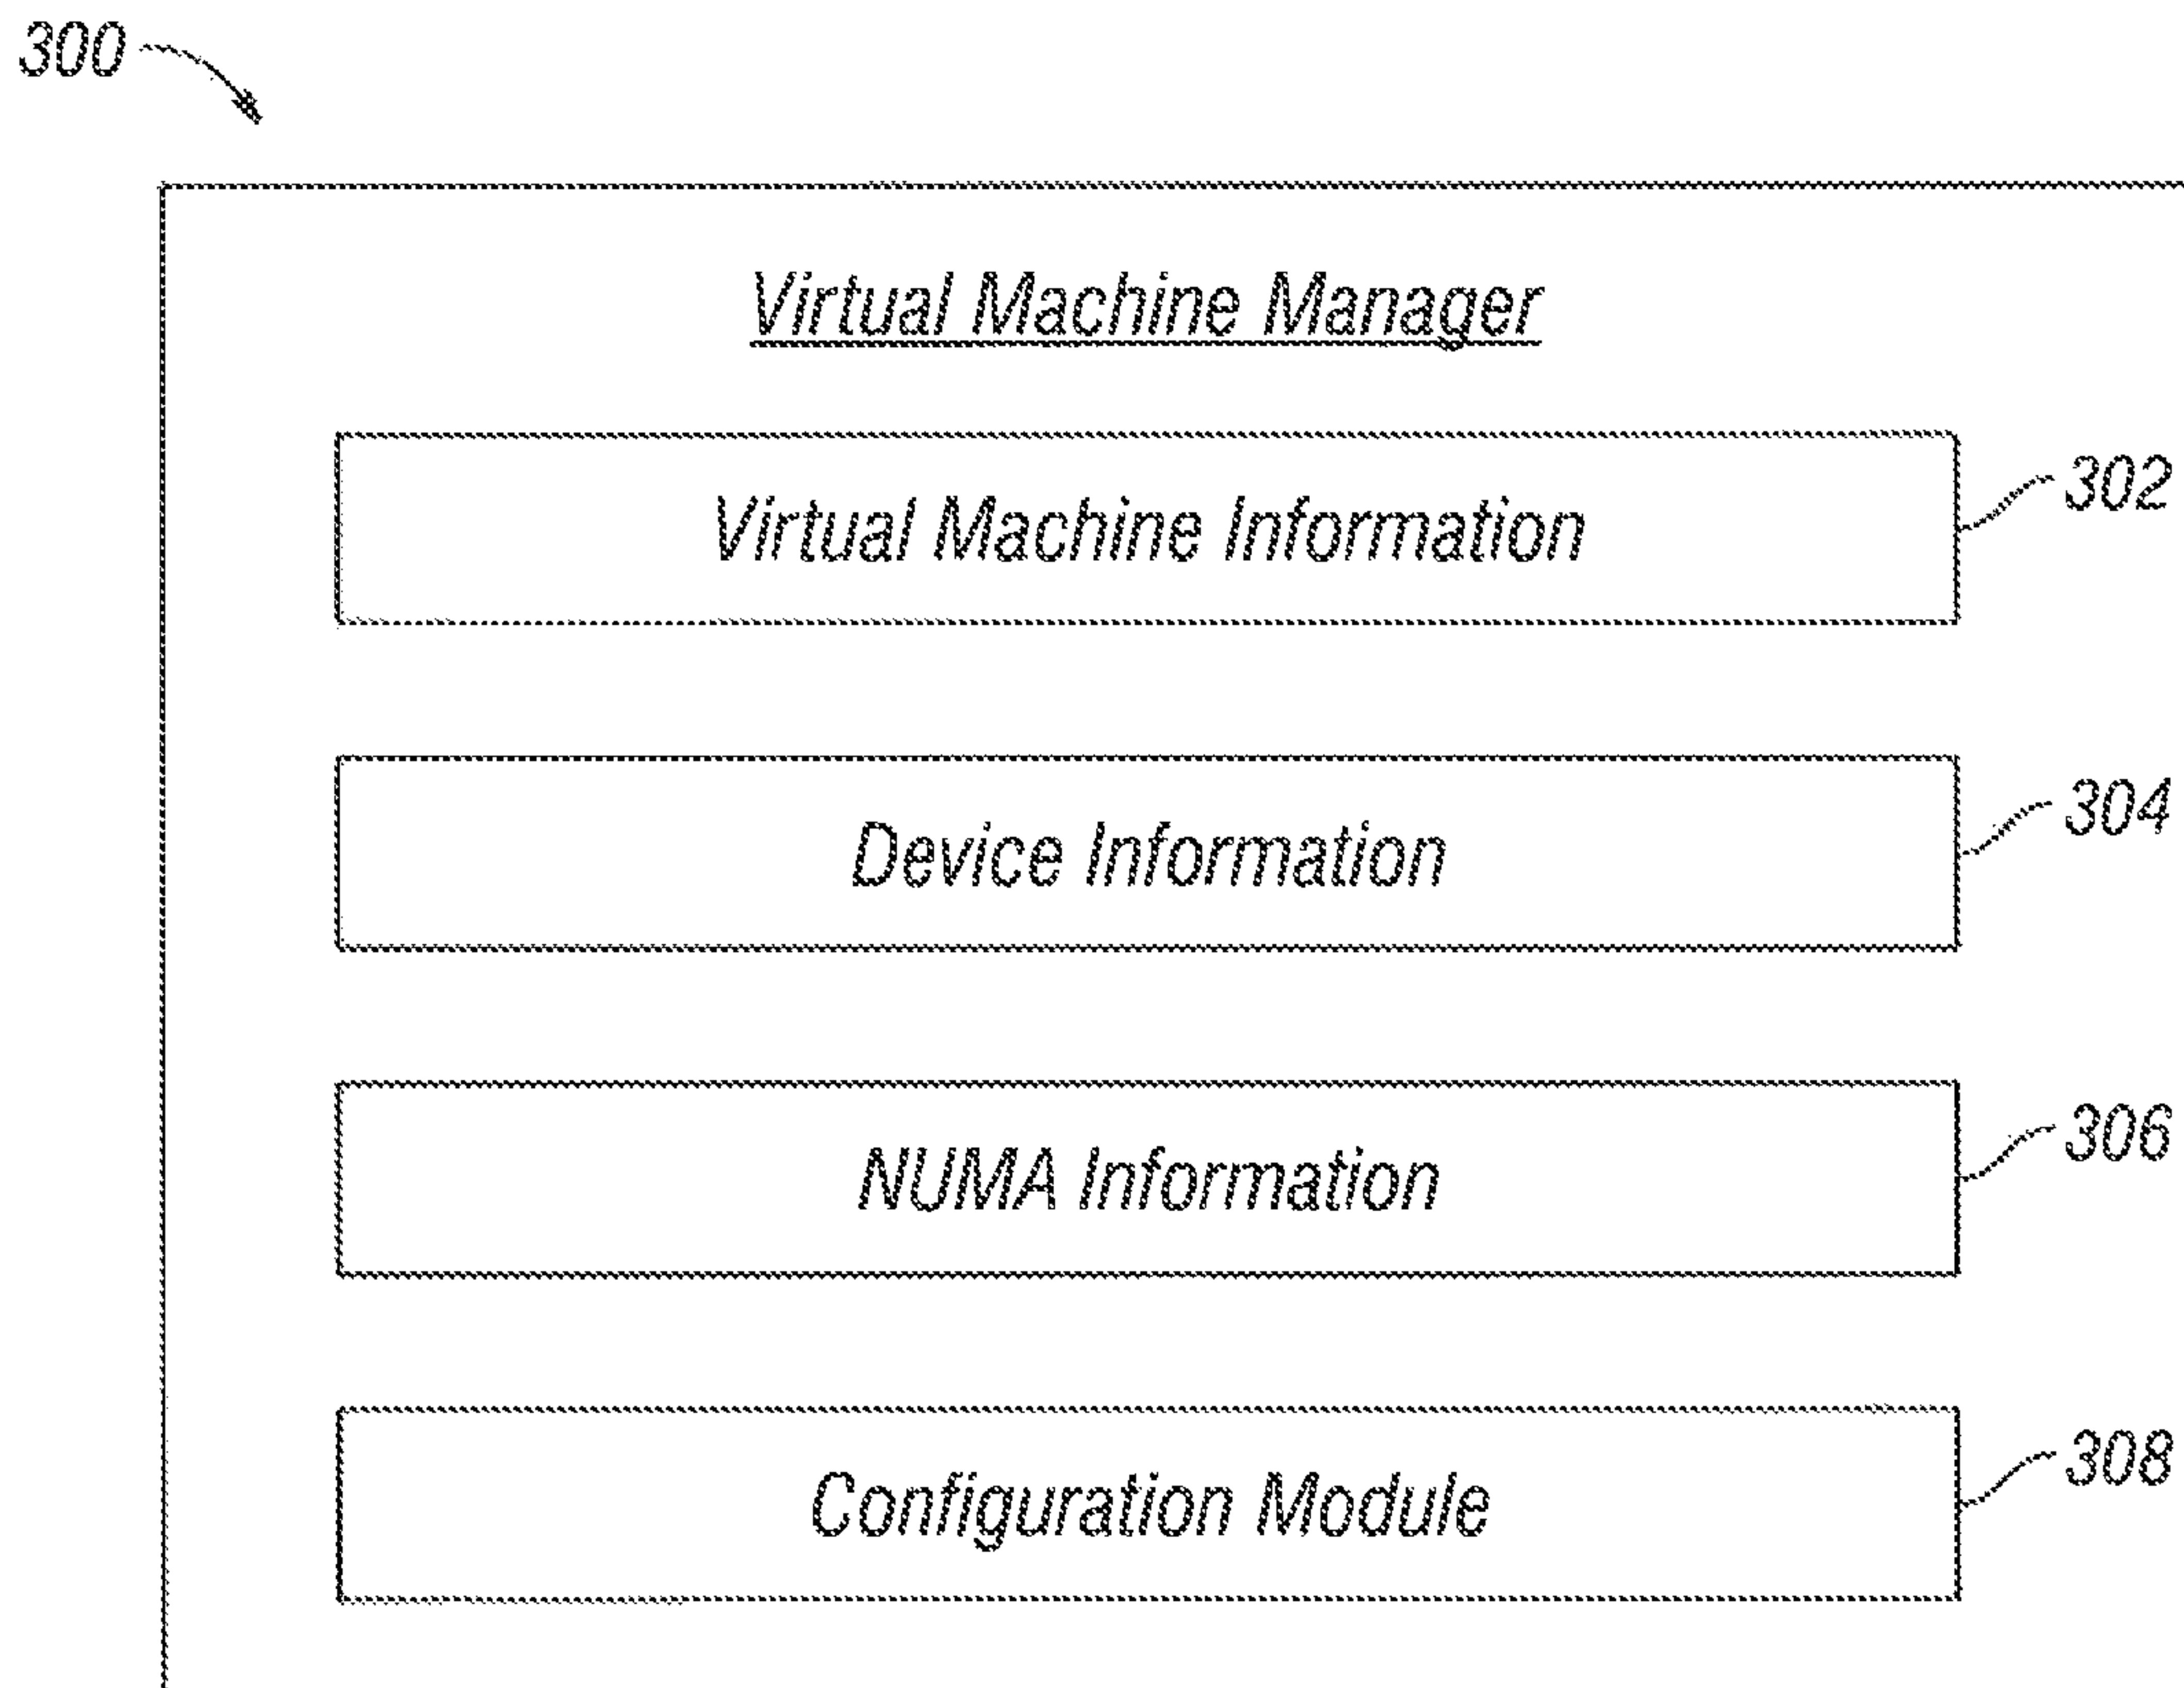 300
Virtual Machine Manager
Virtual Machine Information
302
Device Information
304
NUMA Information
306
Configuration Module
308